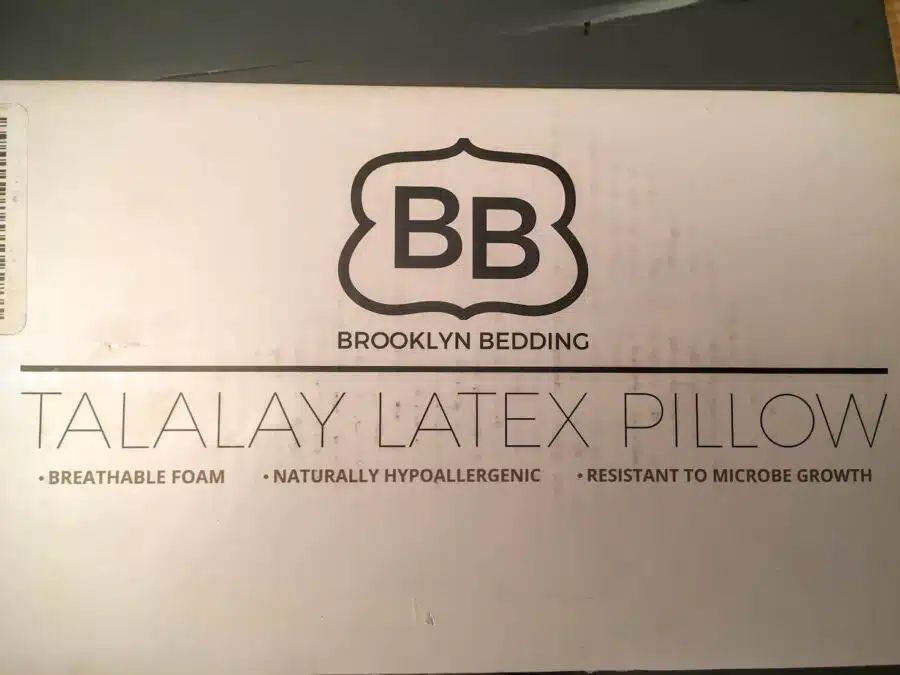 BB
BROOKLYN BEDDING
TALALAY LATEX PILLOW
• BREATHABLE FOAM • NATURALLY HYPOALLERGENIC • RESISTANT TO MICROBE GROWTH